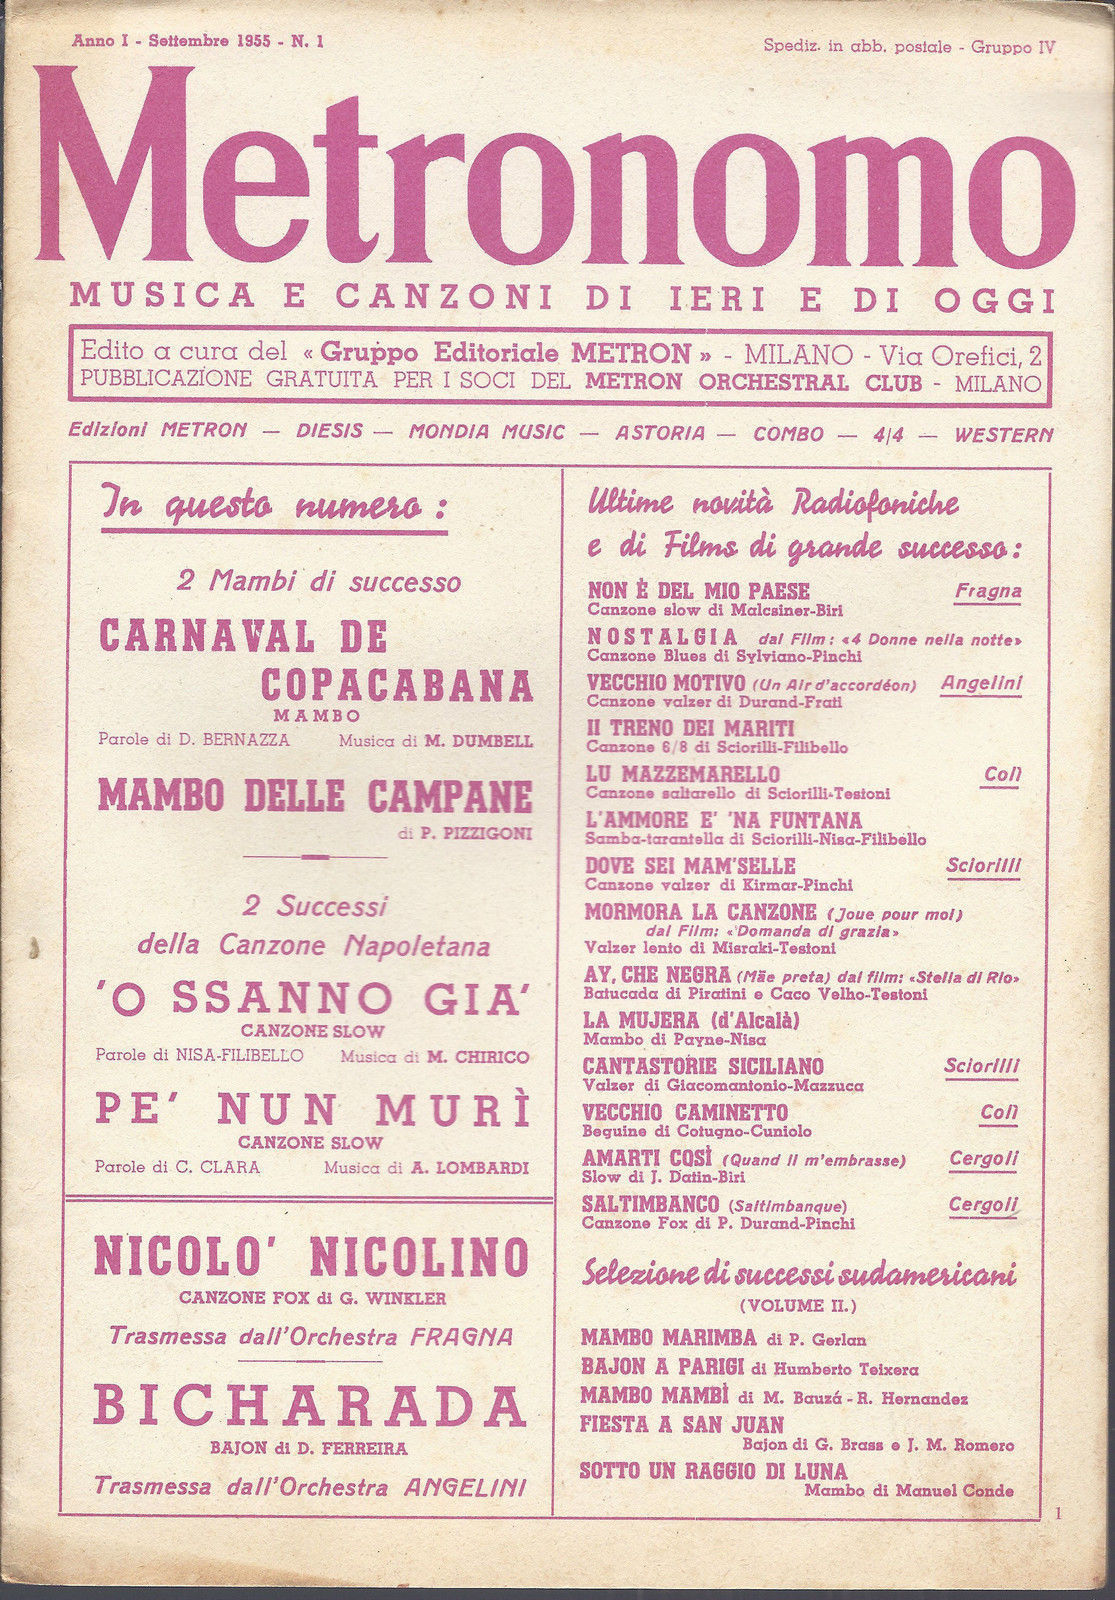 Anno I - Settembre 1955 - N. 1
Spediz. in abb. postale - Gruppo IV
Metronomo
MUSICA E CANZONI DI IERI E DI OGGI
Edito a cura del « Gruppo Editoriale METRON » - MILANO - Via Orefici, 2
PUBBLICAZIONE GRATUITA PER I SOCI DEL METRON ORCHESTRAL CLUB - MILANO
Edizioni METRON — DIESIS — MONDIA MUSIC — ASTORIA — COMBO — 4/4 — WESTERN
In questo numero :
2 Mambi di successo
CARNAVAL DE
COPACABANA
MAMBO
Parole di D. BERNAZZA Musica di M. DUMBELL
MAMBO DELLE CAMPANE
di P. PIZZIGONI
2 Successi
della Canzone Napoletana
'O SSANNO GIA'
CANZONE SLOW
Parole di NISA-FILIBELLO Musica di M. CHIRICO
PE' NUN MURÌ
CANZONE SLOW
Parole di C. CLARA Musica di A. LOMBARDI
NICOLO' NICOLINO
CANZONE FOX di G. WINKLER
Trasmessa dall'Orchestra FRAGNA
BICHARADA
BAJON di D. FERREIRA
Trasmessa dall'Orchestra ANGELINI
Ultime novità Radiofoniche
e di Films di grande successo :
NON È DEL MIO PAESE Fragna
Canzone slow di Malcsiner-Biri
NOSTALGIA dal Film : «4 Donne nella notte»
Canzone Blues di Sylviano-Pinchi
VECCHIO MOTIVO (Un Air d'accordéon) Angelini
Canzone valzer di Durand-Frati
Il TRENO DEI MARITI
Canzone 6/8 di Sciorilli-Filibello
LU MAZZEMARELLO Colì
Canzone saltarello di Sciorilli-Testoni
L'AMMORE E' 'NA FUNTANA
Samba-tarantella di Sciorilli-Nisa-Filibello
DOVE SEI MAM'SELLE Sciorilli
Canzone valzer di Kirmar-Pinchi
MORMORA LA CANZONE (Joue pour moi)
dal Film: «Domanda di grazia»
Valzer lento di Misraki-Testoni
AY, CHE NEGRA (Mäe preta) dal film: «Stella di Rio»
Batucada di Piratini e Caco Velho-Testoni
LA MUJERA (d'Alcalà)
Mambo di Payne-Nisa
CANTASTORIE SICILIANO Sciorilli
Valzer di Giacomantonio-Mazzuca
VECCHIO CAMINETTO Colì
Beguine di Cotugno-Cuniolo
AMARTI COSÌ (Quand il m'embrasse) Cergoli
Slow di J. Datin-Biri
SALTIMBANCO (Saltimbanque) Cergoli
Canzone Fox di P. Durand-Pinchi
Selezione di successi sudamericani
(VOLUME II.)
MAMBO MARIMBA di P. Gerlan
BAJON A PARIGI di Humberto Teixera
MAMBO MAMBÌ di M. Bauzá - R. Hernandez
FIESTA A SAN JUAN
Bajon di G. Brass e J. M. Romero
SOTTO UN RAGGIO DI LUNA
Mambo di Manuel Conde
1